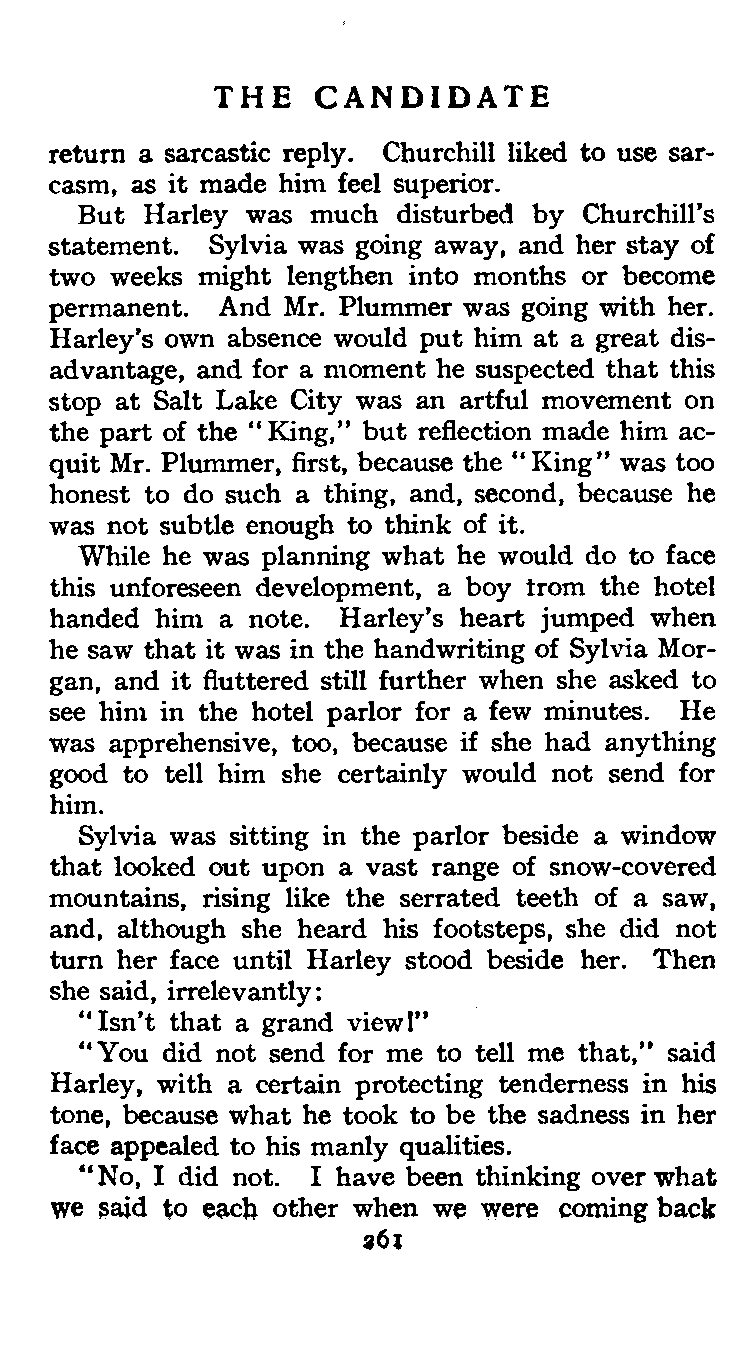 THE CANDIDATE
return a sarcastic reply. Churchill liked to use sar-
casm, as it made him feel superior.
But Harley was much disturbed by Churchill's
statement. Sylvia was going away, and her stay of
two weeks might lengthen into months or become
permanent. And Mr. Plummer was going with her.
Harley's own absence would put him at a great dis-
advantage, and for a moment he suspected that this
stop at Salt Lake City was an artful movement on
the part of the "King," but reflection made him ac-
quit Mr. Plummer, first, because the "King" was too
honest to do such a thing, and, second, because he
was not subtle enough to think of it.
While he was planning what he would do to face
this unforeseen development, a boy from the hotel
handed him a note. Harley's heart jumped when
he saw that it was in the handwriting of Sylvia Mor-
gan, and it fluttered still further when she asked to
see him in the hotel parlor for a few minutes. He
was apprehensive, too, because if she had anything
good to tell him she certainly would not send for
him.
Sylvia was sitting in the parlor beside a window
that looked out upon a vast range of snow-covered
mountains, rising like the serrated teeth of a saw,
and, although she heard his footsteps, she did not
turn her face until Harley stood beside her. Then
she said, irrelevantly:
"Isn't that a grand view!"
"You did not send for me to tell me that," said
Harley, with a certain protecting tenderness in his
tone, because what he took to be the sadness in her
face appealed to his manly qualities.
"No, I did not. I have been thinking over what
we said to each other when we were coming back
261